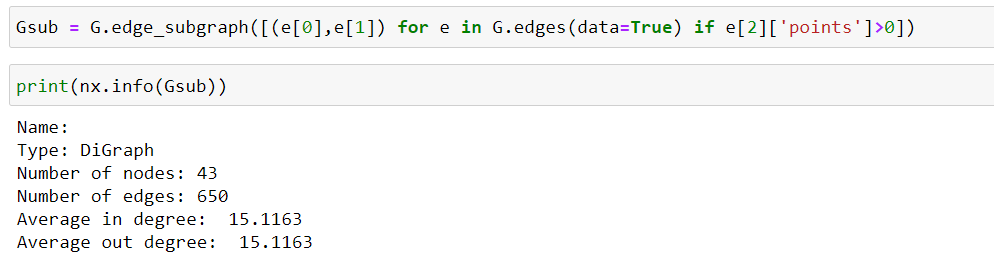 Gsub = G.edge_subgraph([(e[0],e[1]) for e in G.edges(data=True) if e[2]['points']>0])
print(nx.info(Gsub))
Name:
Type: DiGraph
Number of nodes: 43
Number of edges: 650
Average in degree:  15.1163
Average out degree:  15.1163